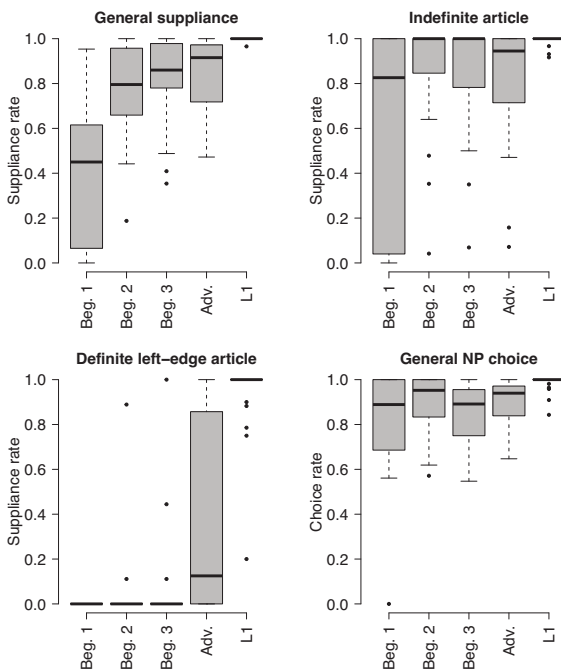 General suppliance
Suppliance rate
1.0
0.8
0.6
0.4
0.2
0.0
Beg. 1
Beg. 2
Beg. 3
Adv.
L1
Indefinite article
Suppliance rate
1.0
0.8
0.6
0.4
0.2
0.0
Beg. 1
Beg. 2
Beg. 3
Adv.
L1
Definite left–edge article
Suppliance rate
1.0
0.8
0.6
0.4
0.2
0.0
Beg. 1
Beg. 2
Beg. 3
Adv.
L1
General NP choice
Choice rate
1.0
0.8
0.6
0.4
0.2
0.0
Beg. 1
Beg. 2
Beg. 3
Adv.
L1